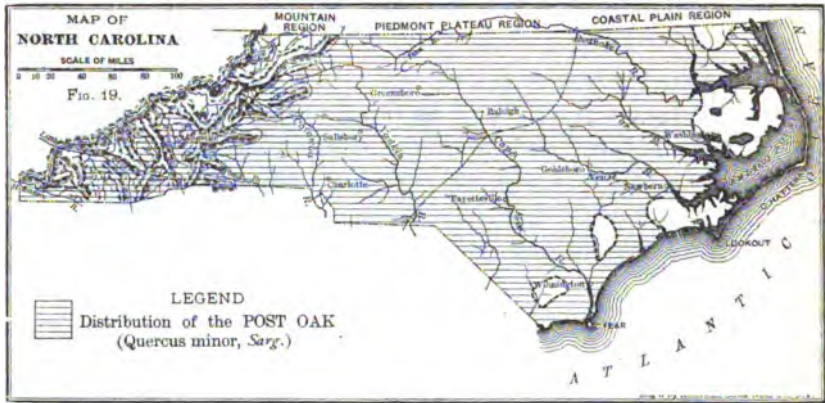 MAP OF
NORTH CAROLINA
SCALE OF MILES
0 10 20 40 60 80 100
FIG. 19.
MOUNTAIN
REGION
PIEDMONT PLATEAU REGION
COASTAL PLAIN REGION
Greensboro
Raleigh
Salisbury
Goldsboro
Newbern
Charlotte
Fayetteville
Wilmington
C. HATTERAS
C. LOOKOUT
C. FEAR
ATLANTIC
LEGEND
Distribution of the POST OAK
(Quercus minor, Sarg.)